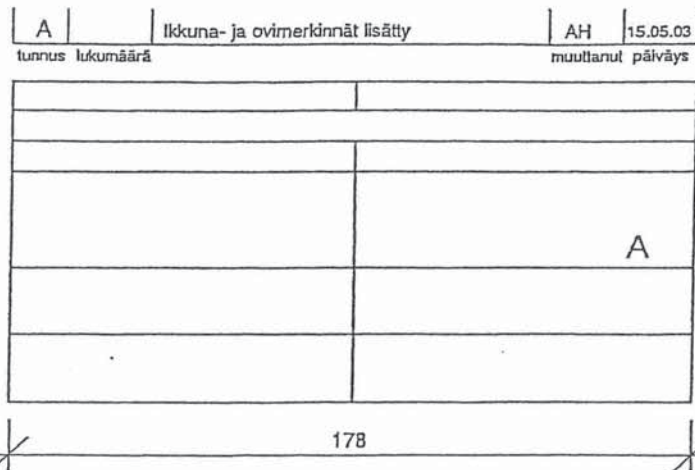 A Ikkuna- ja ovimerkinnät lisätty AH 15.05.03
tunnus lukumäärä muuttanut päiväys
A
178